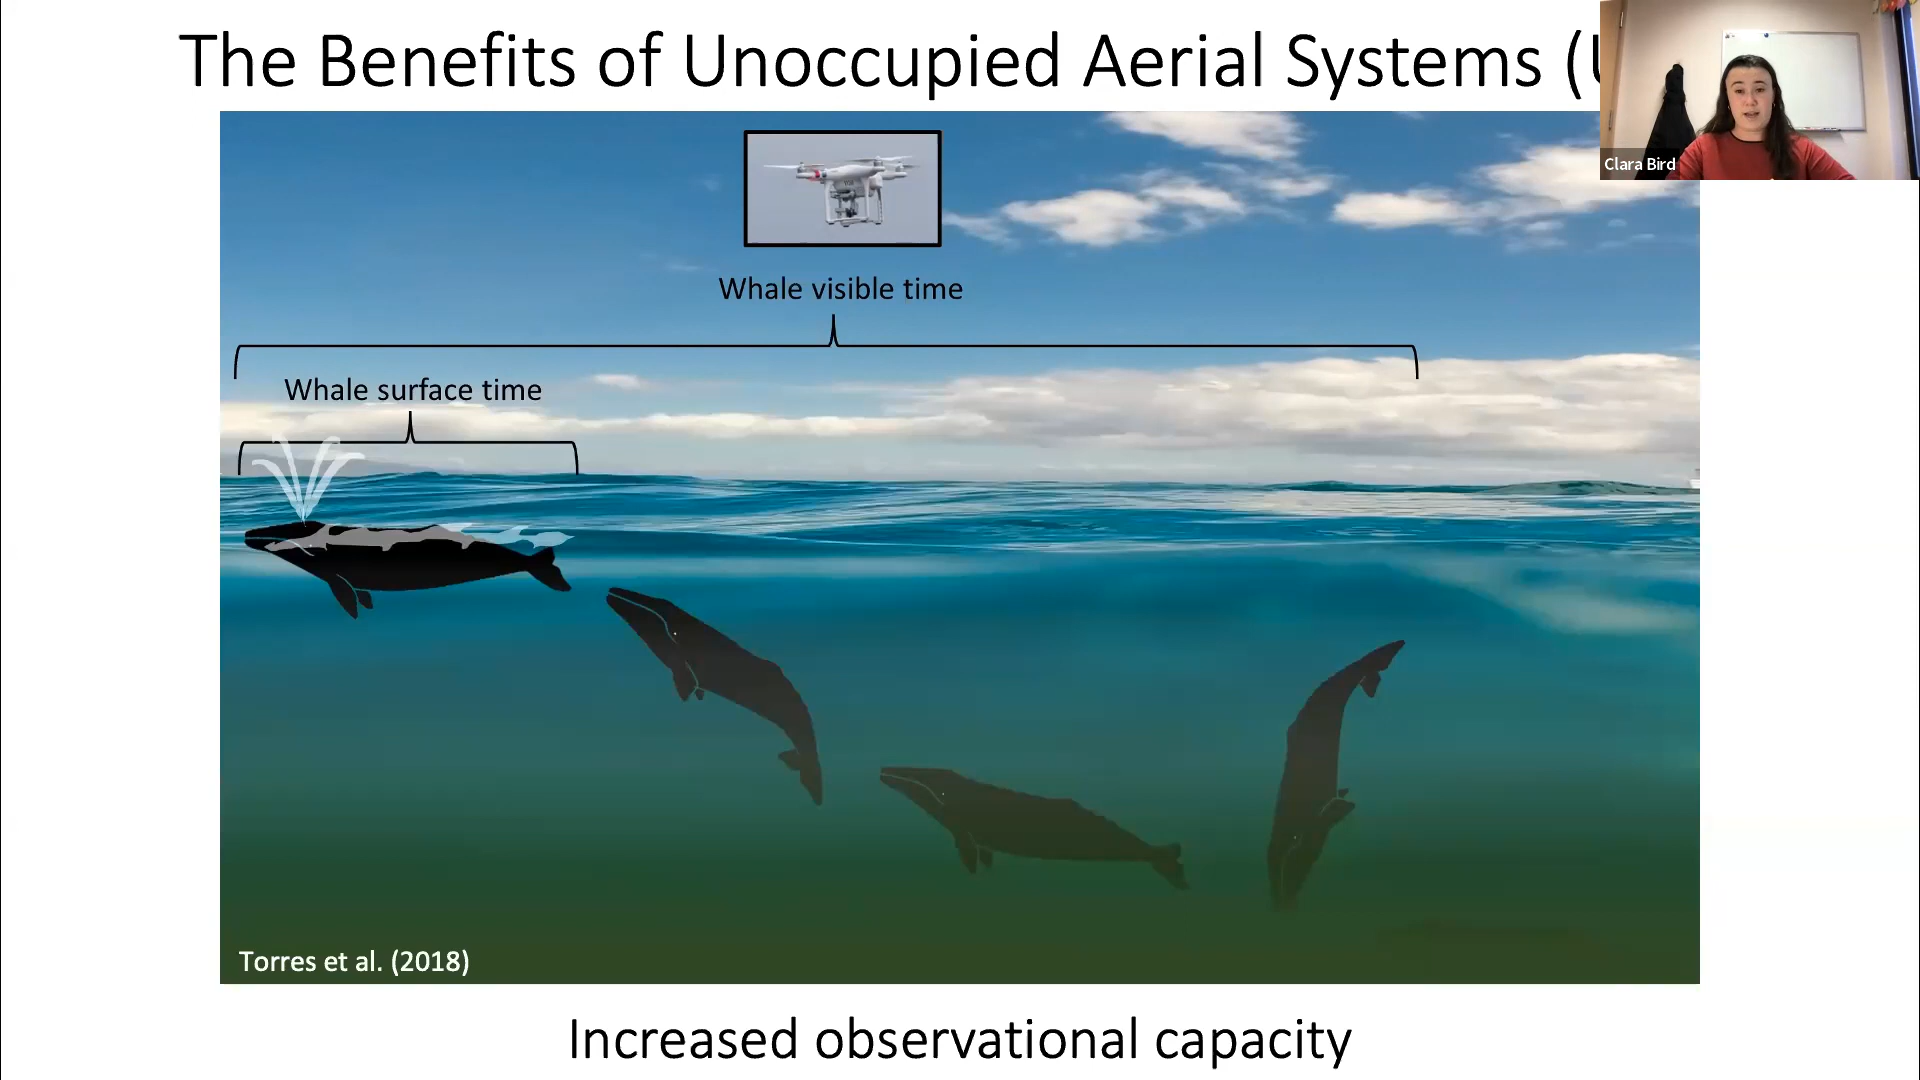 The Benefits of Unoccupied Aerial Systems (
Clara Bird
Whale visible time
Whale surface time
Torres et al. (2018)
Increased observational capacity